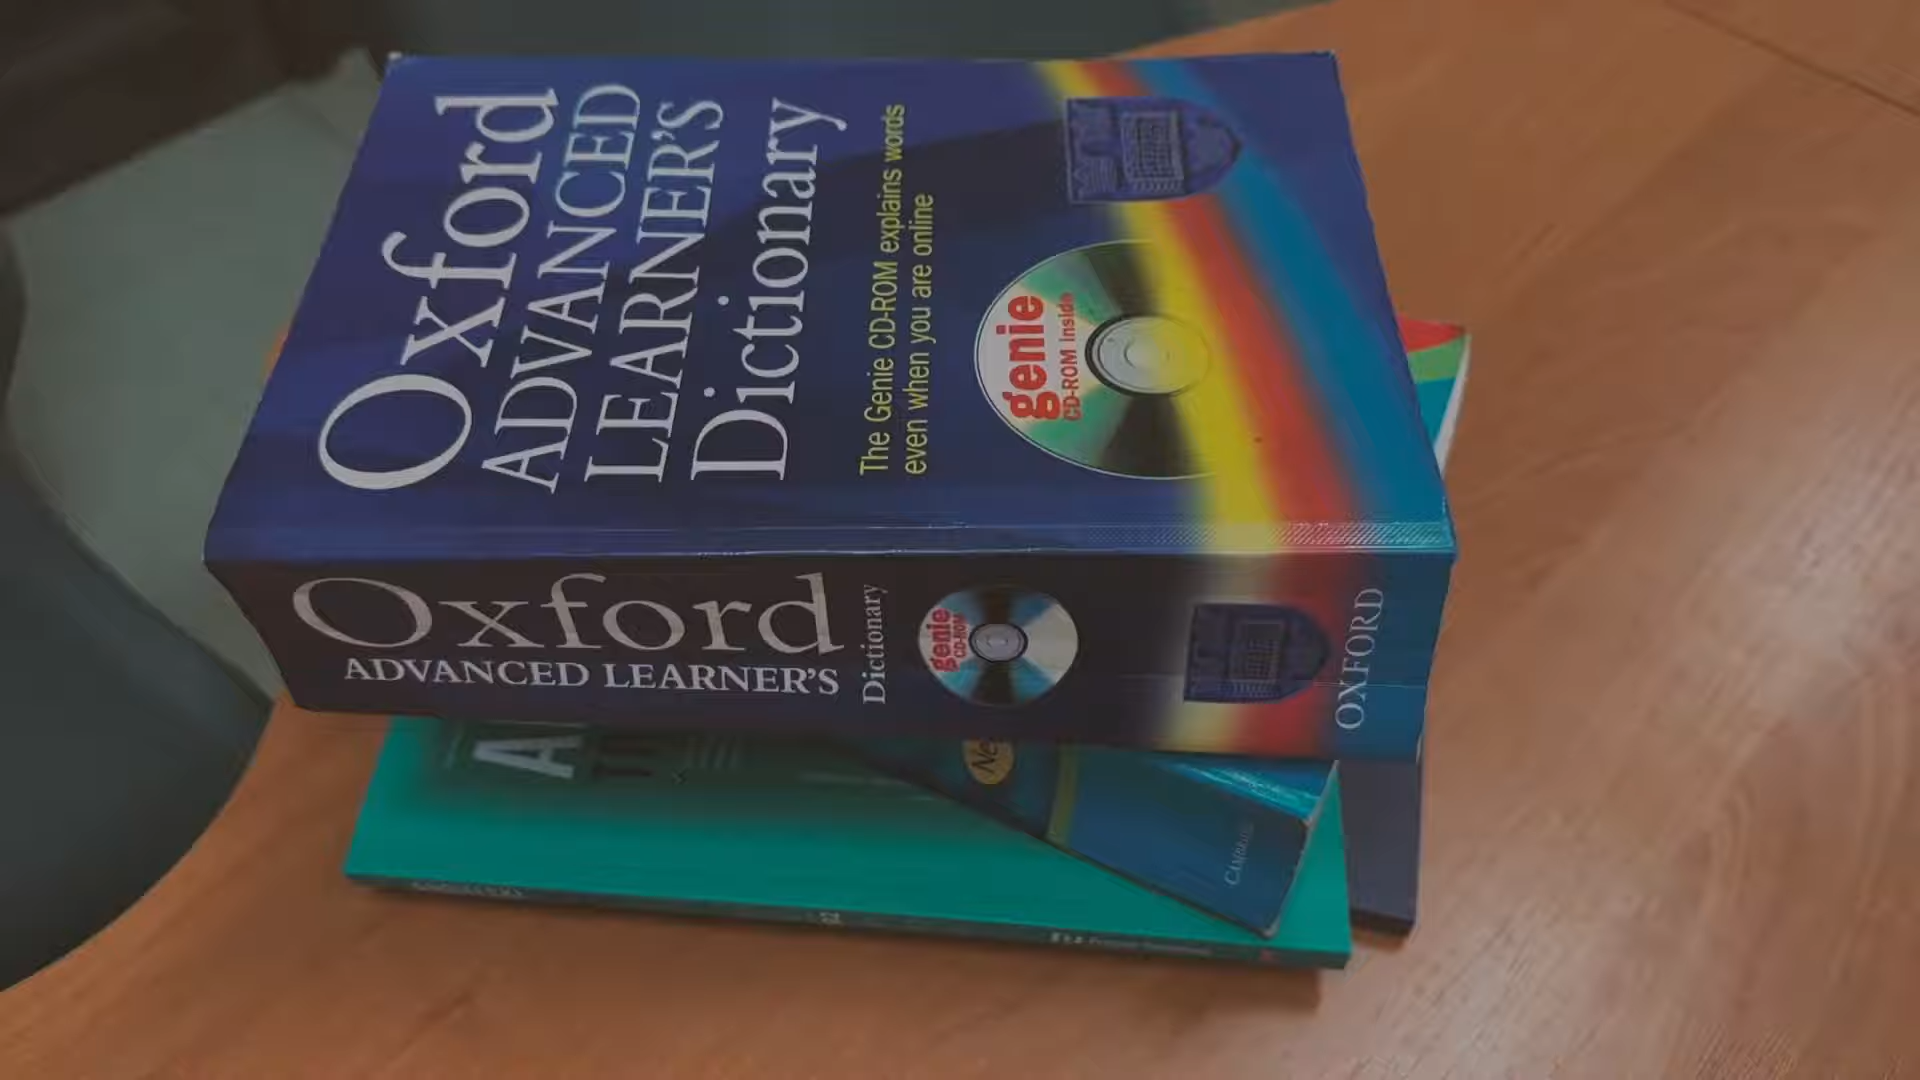 Oxford
ADVANCED
LEARNER'S
Dictionary
The Genie CD-ROM explains words
even when you are online
genie
CD-ROM Inside
Oxford
ADVANCED LEARNER'S
Dictionary
genie
CD-ROM
OXFORD
CAMBRIDGE